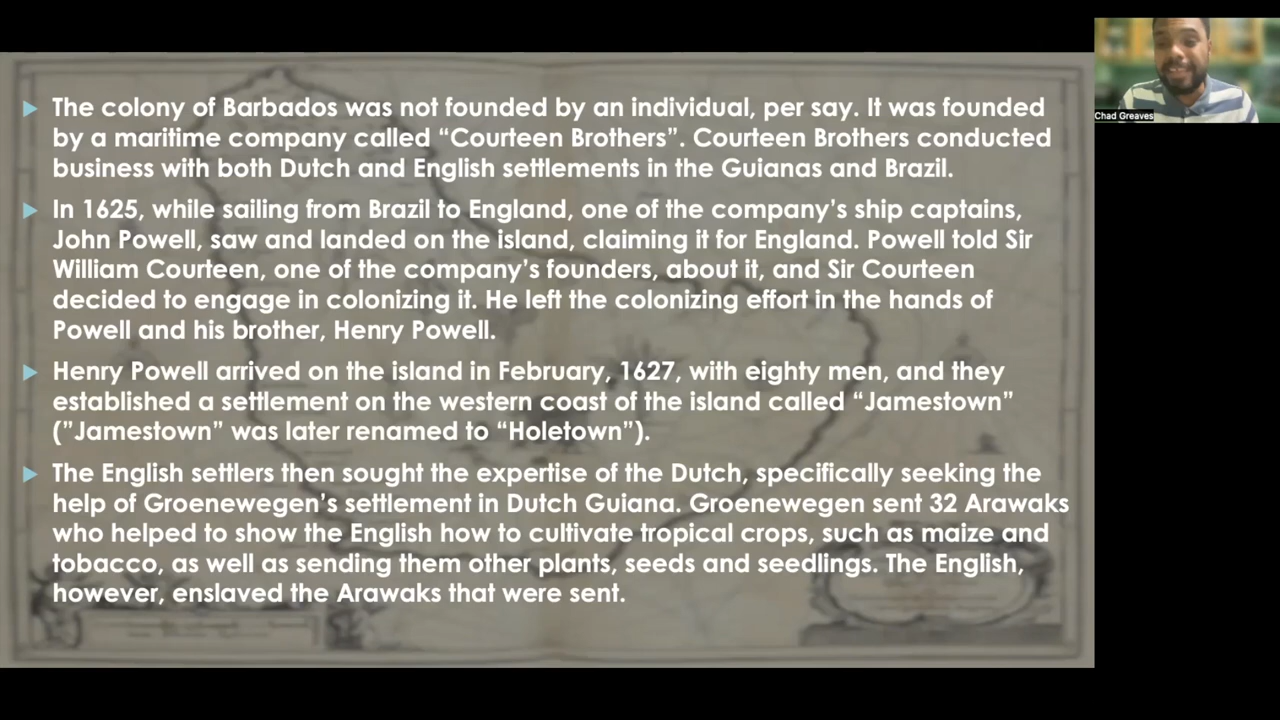 The colony of Barbados was not founded by an individual, per say. It was founded
by a maritime company called “Courteen Brothers”. Courteen Brothers conducted
business with both Dutch and English settlements in the Guianas and Brazil.
In 1625, while sailing from Brazil to England, one of the company’s ship captains,
John Powell, saw and landed on the island, claiming it for England. Powell told Sir
William Courteen, one of the company’s founders, about it, and Sir Courteen
decided to engage in colonizing it. He left the colonizing effort in the hands of
Powell and his brother, Henry Powell.
Henry Powell arrived on the island in February, 1627, with eighty men, and they
established a settlement on the western coast of the island called “Jamestown”
(”Jamestown” was later renamed to “Holetown”).
The English settlers then sought the expertise of the Dutch, specifically seeking the
help of Groenewegen’s settlement in Dutch Guiana. Groenewegen sent 32 Arawaks
who helped to show the English how to cultivate tropical crops, such as maize and
tobacco, as well as sending them other plants, seeds and seedlings. The English,
however, enslaved the Arawaks that were sent.
Chad Greaves